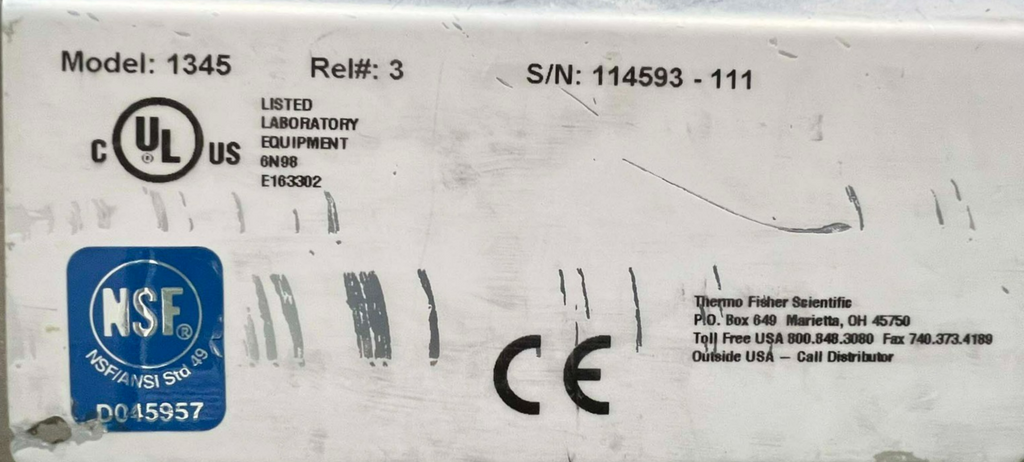 Model: 1345 Rel#: 3 S/N: 114593 - 111
C UL® US
LISTED
LABORATORY
EQUIPMENT
6N98
E163302
NSF®
NSF/ANSI Std 49
D045957
CE
Thermo Fisher Scientific
P.O. Box 649 Marietta, OH 45750
Toll Free USA 800.848.3080 Fax 740.373.4189
Outside USA – Call Distributor